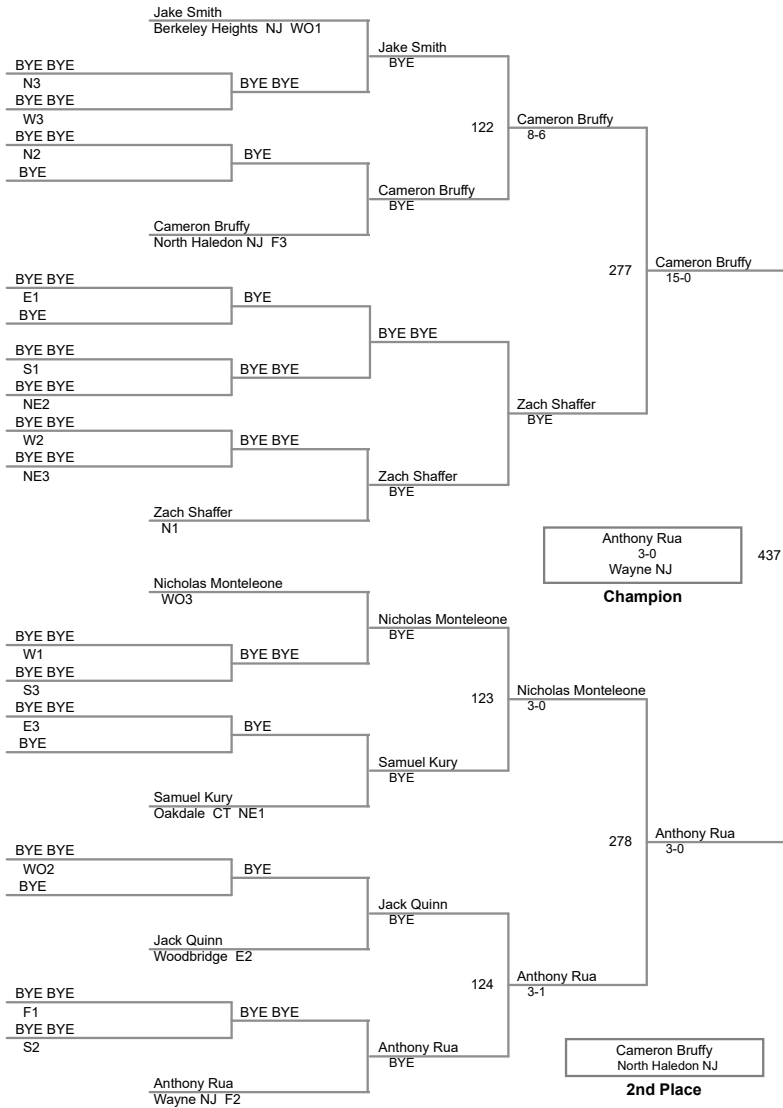 Jake Smith
Berkeley Heights NJ WO1
Jake Smith
BYE
BYE BYE
N3
BYE BYE
BYE BYE
W3
122
Cameron Bruffy
8-6
BYE BYE
N2
BYE
BYE
Cameron Bruffy
BYE
Cameron Bruffy
North Haledon NJ F3
277
Cameron Bruffy
15-0
BYE BYE
E1
BYE
BYE
BYE BYE
BYE BYE
S1
BYE BYE
BYE BYE
NE2
Zach Shaffer
BYE
BYE BYE
W2
BYE BYE
BYE BYE
NE3
Zach Shaffer
BYE
Zach Shaffer
N1
Anthony Rua
3-0
Wayne NJ
437
Champion
Nicholas Monteleone
WO3
Nicholas Monteleone
BYE
BYE BYE
W1
BYE BYE
BYE BYE
S3
123
Nicholas Monteleone
3-0
BYE BYE
E3
BYE
BYE
Samuel Kury
BYE
Samuel Kury
Oakdale CT NE1
278
Anthony Rua
3-0
BYE BYE
WO2
BYE
BYE
Jack Quinn
BYE
Jack Quinn
Woodbridge E2
124
Anthony Rua
3-1
BYE BYE
F1
BYE BYE
BYE BYE
S2
Anthony Rua
BYE
Anthony Rua
Wayne NJ F2
Cameron Bruffy
North Haledon NJ
2nd Place